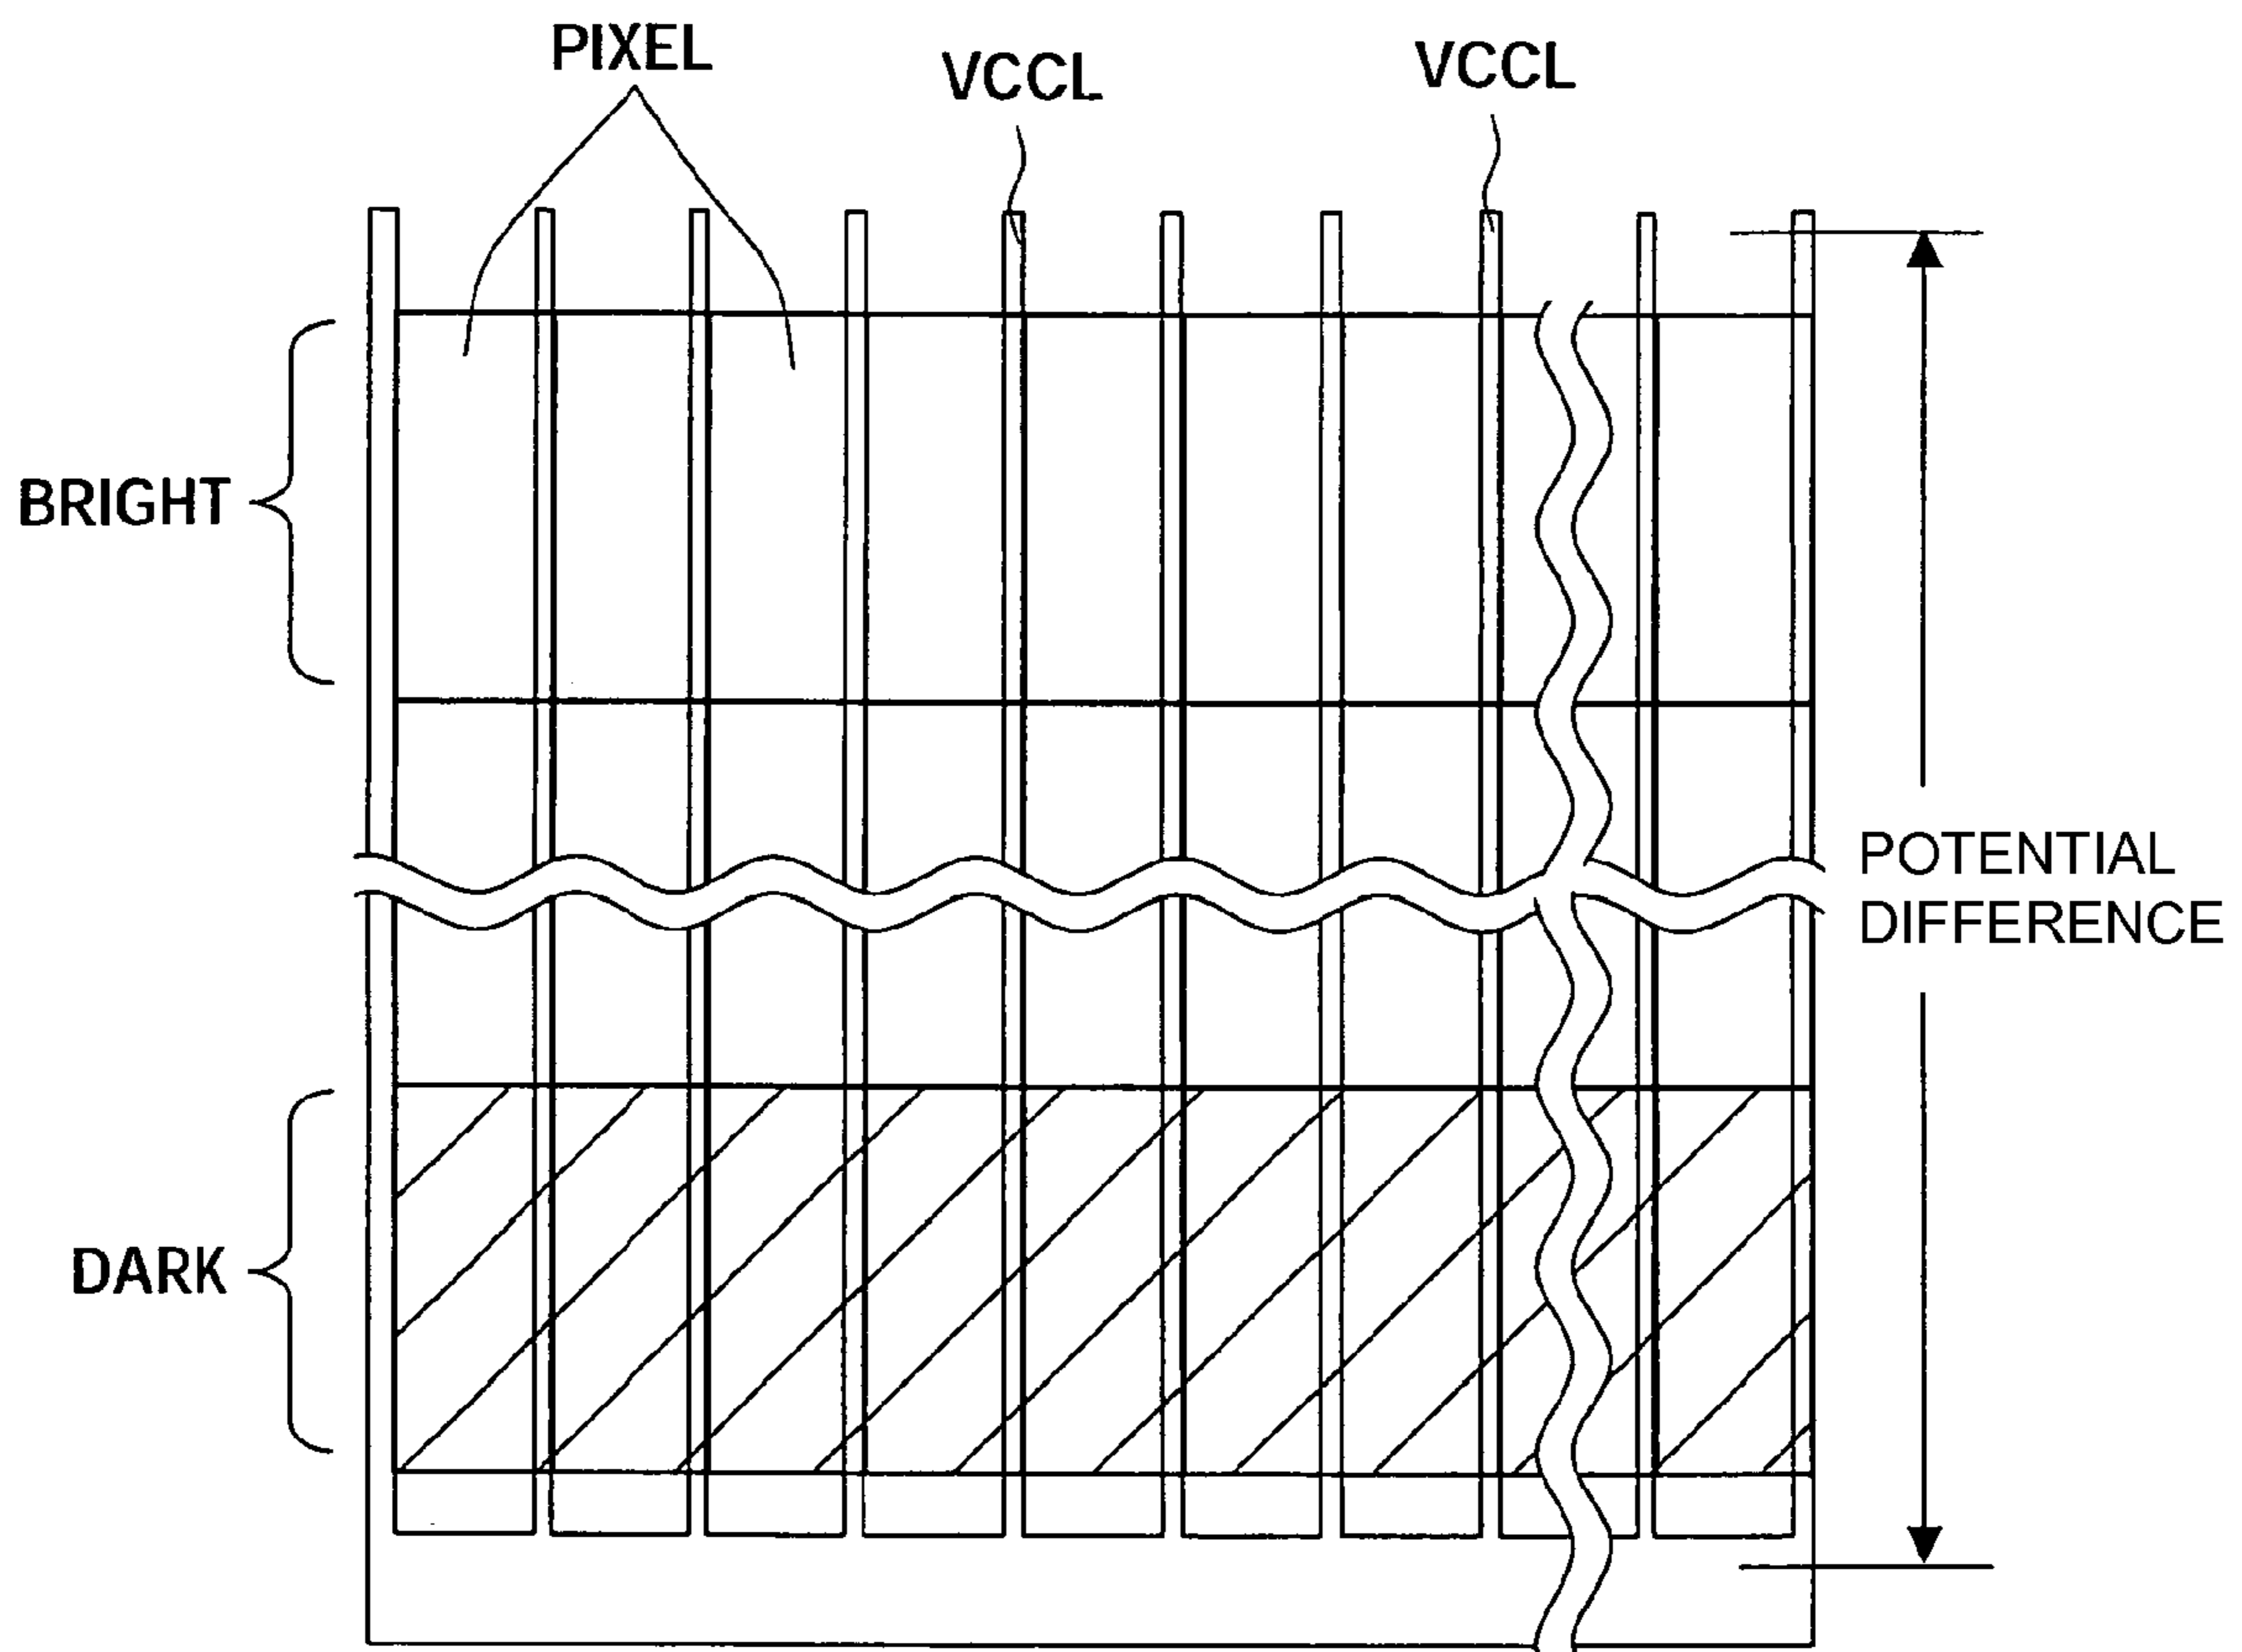 PIXEL
VCCL
VCCL
BRIGHT
POTENTIAL
DIFFERENCE
DARK